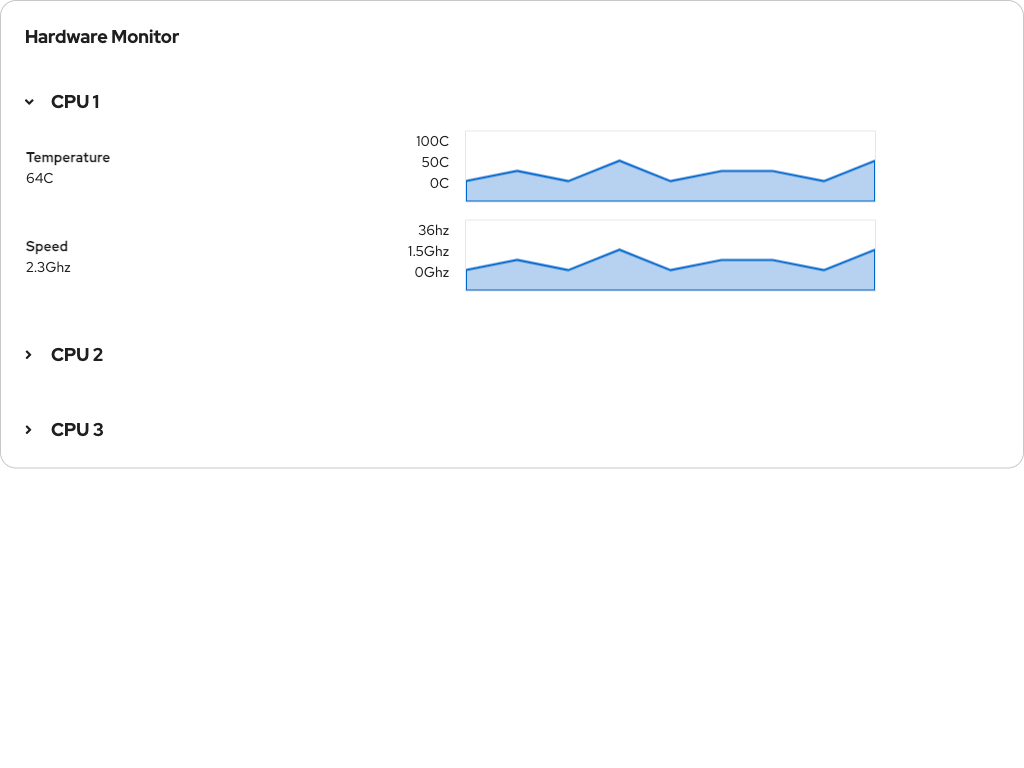 Hardware Monitor
CPU 1
Temperature
64C
100C
50C
0C
Speed
2.3Ghz
36hz
1.5Ghz
0Ghz
CPU 2
CPU 3